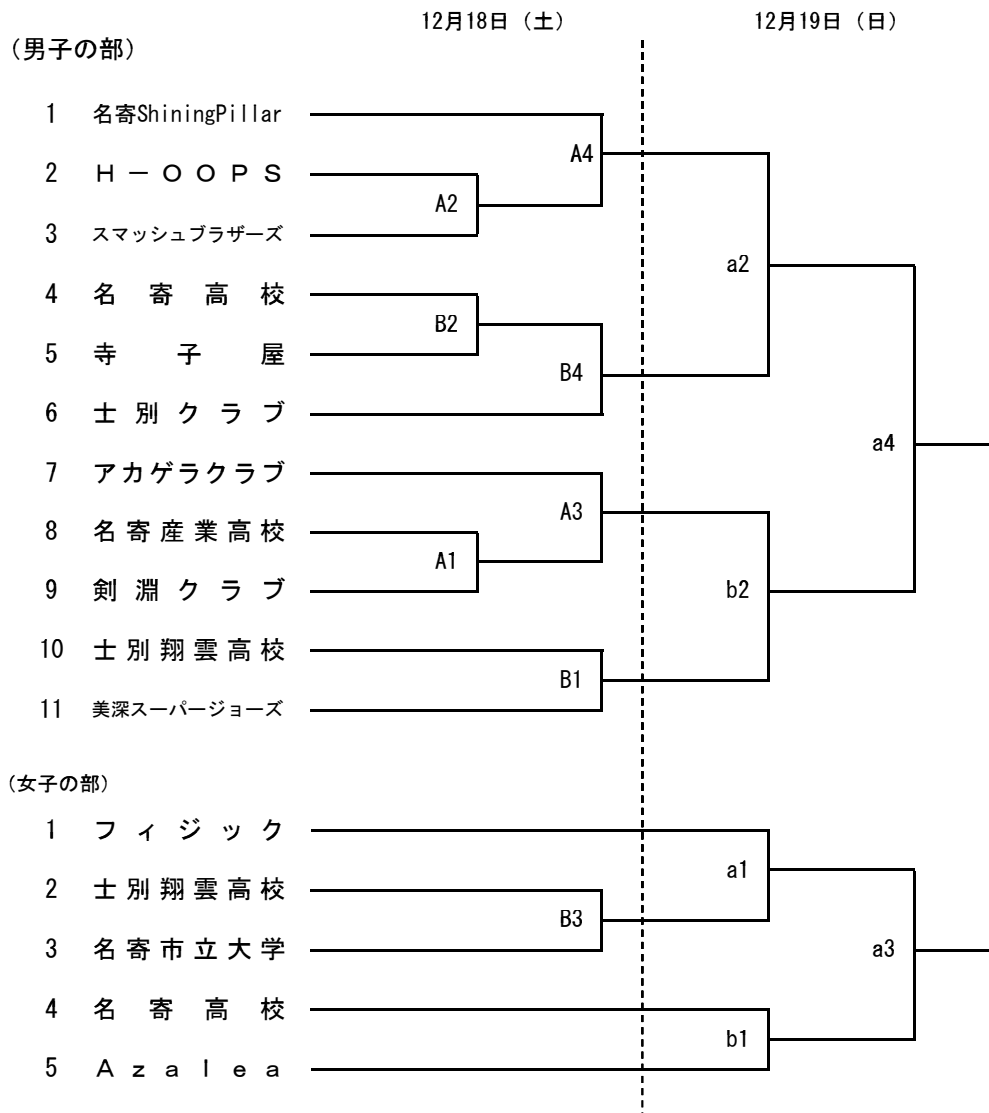 12月18日（土） 12月19日（日）
（男子の部）
1 名寄ShiningPillar
A4
2 Ｈ－ＯＯＰＳ
A2
3 スマッシュブラザーズ
a2
4 名寄高校
B2
5 寺子屋
B4
6 士別クラブ
a4
7 アカゲラクラブ
A3
8 名寄産業高校
A1
9 剣淵クラブ
b2
10 士別翔雲高校
B1
11 美深スーパージョーズ
（女子の部）
1 フィジック
a1
2 士別翔雲高校
B3
3 名寄市立大学
a3
4 名寄高校
b1
5 Ａｚａｌｅａ